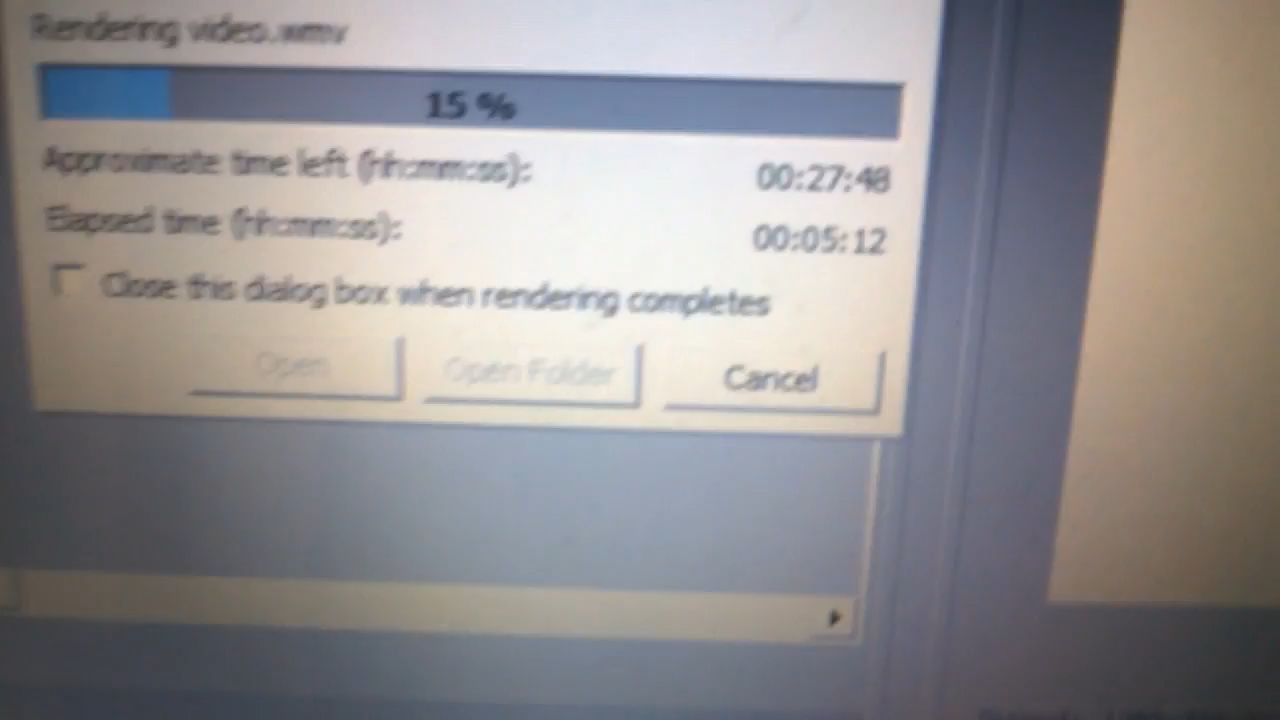 Rendering video.wmv
15 %
Approximate time left (hh:mm:ss): 00:27:48
Elapsed time (hh:mm:ss): 00:05:12
Close this dialog box when rendering completes
Open Open Folder Cancel